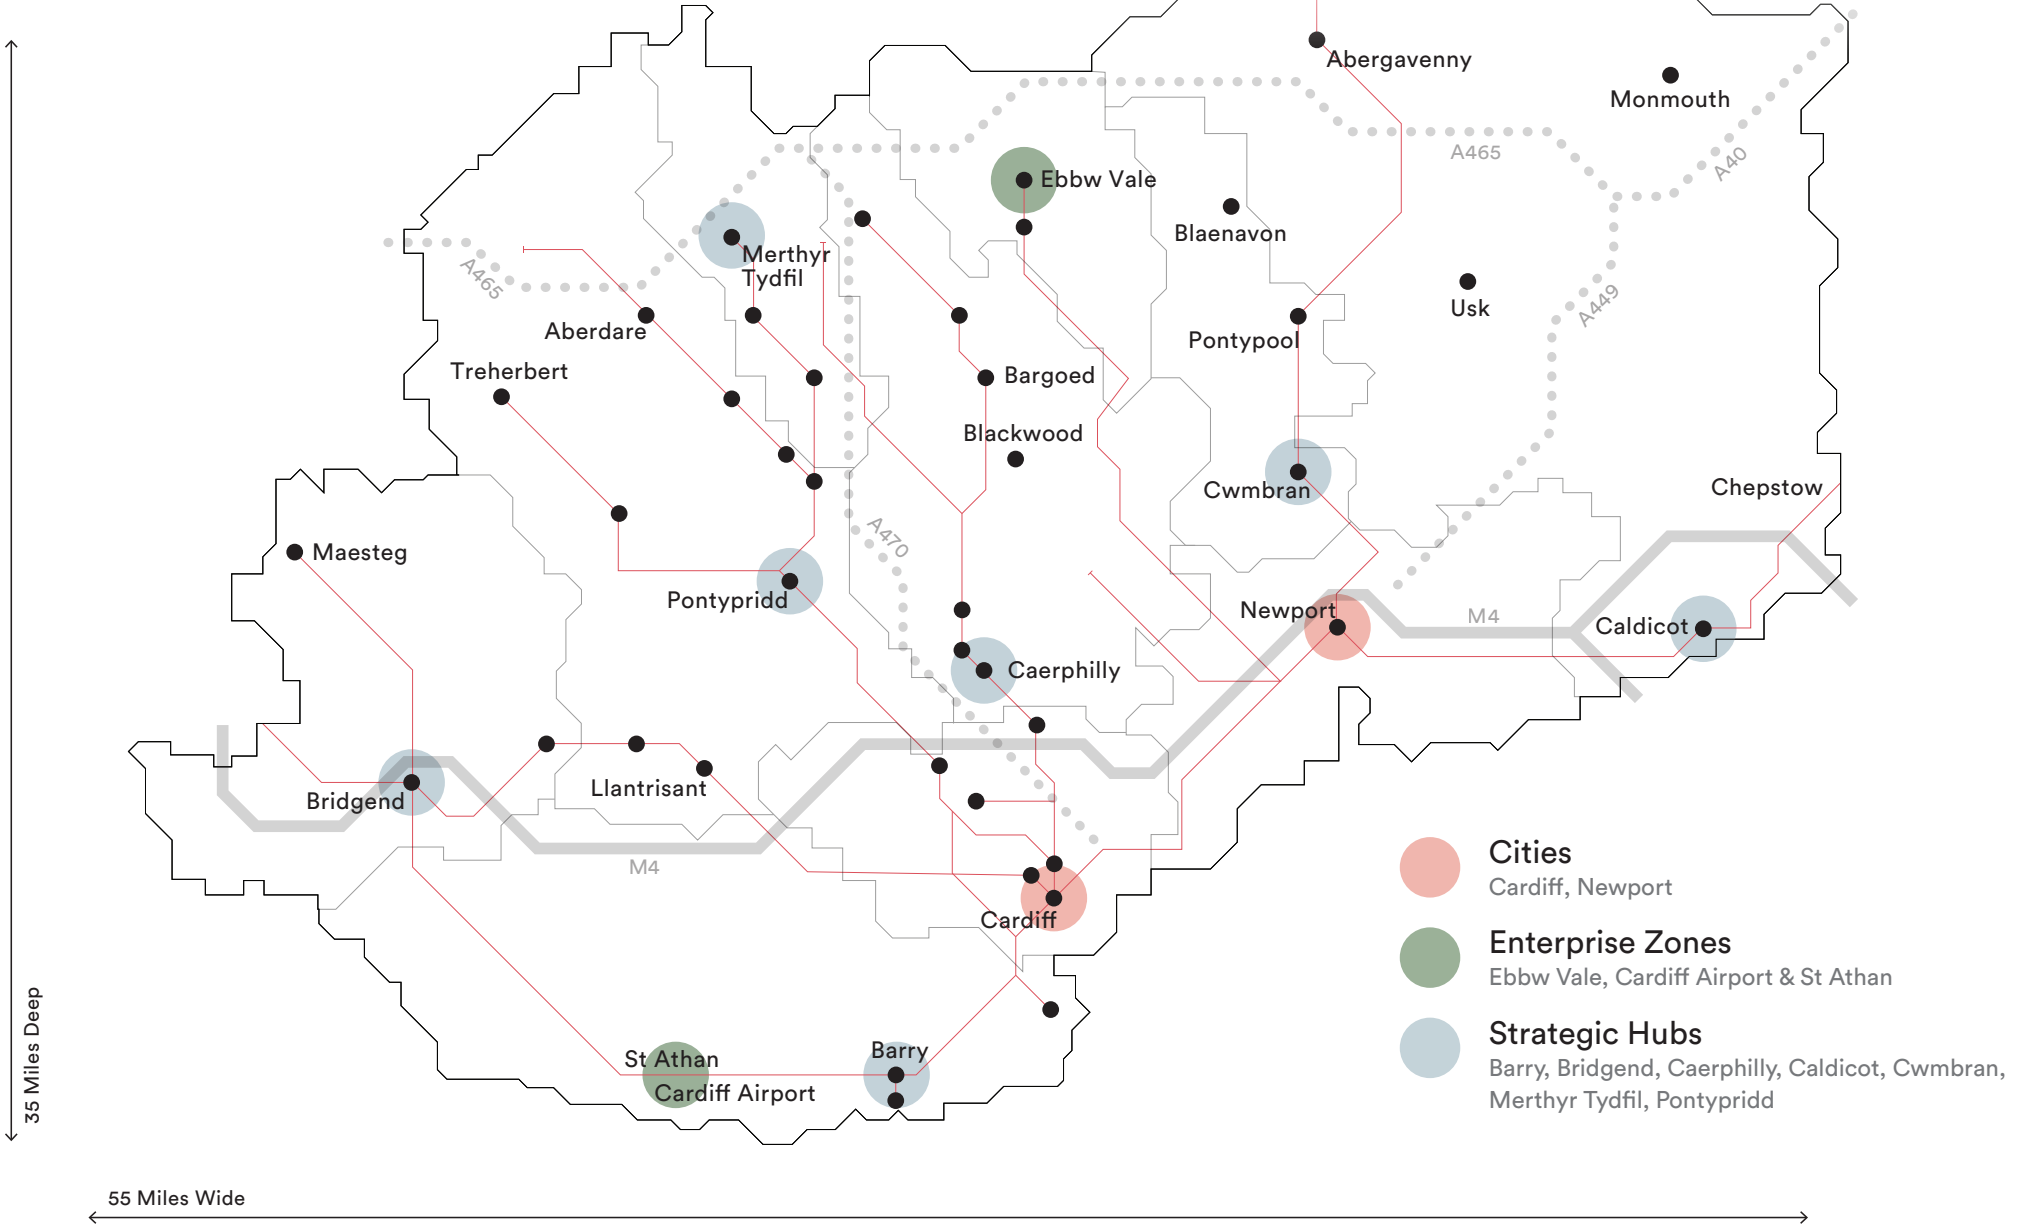 Abergavenny
Monmouth
A465
A40
Ebbw Vale
Blaenavon
Merthyr
Tydfil
A465
Usk
A449
Aberdare
Pontypool
Treherbert
Bargoed
Blackwood
Cwmbran
Chepstow
A470
Maesteg
Pontypridd
Newport
M4
Caldicot
Caerphilly
Llantrisant
Bridgend
M4
Cardiff
St Athan
Barry
Cardiff Airport
Cities
Cardiff, Newport
Enterprise Zones
Ebbw Vale, Cardiff Airport & St Athan
Strategic Hubs
Barry, Bridgend, Caerphilly, Caldicot, Cwmbran,
Merthyr Tydfil, Pontypridd
35 Miles Deep
55 Miles Wide